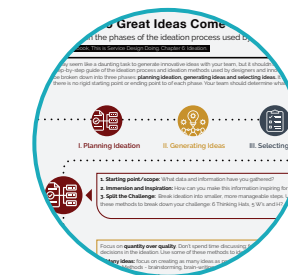 Great Ideas Come
in the phases of the ideation process used by
Book, This is Service Design Doing Chapter 6 Ideation
may seem like a daunting task to generate innovative ideas with your team, but it shouldn't
step-by-step guide of the ideation process and ideation methods used by designers and
be broken down into three phases: planning ideation, generating ideas and selecting ideas.
there is no rigid starting point or ending point to of each phase. Your team should determine
I. Planning Ideation
II. Generating Ideas
III. Selecting
1. Starting point/scope: What data and information have you gathered?
2. Immersion and Inspiration: How can you make this information inspiring for
3. Split the Challenge: Break ideation into smaller, more manageable steps.
these methods to break down your challenge: 6 Thinking Hats, 5 W's and H
Focus on quantity over quality. Don't spend time discussing
decisions in the ideation. Use some of these methods to
Many ideas: focus on creating as many ideas as
Methods - brainstorming,